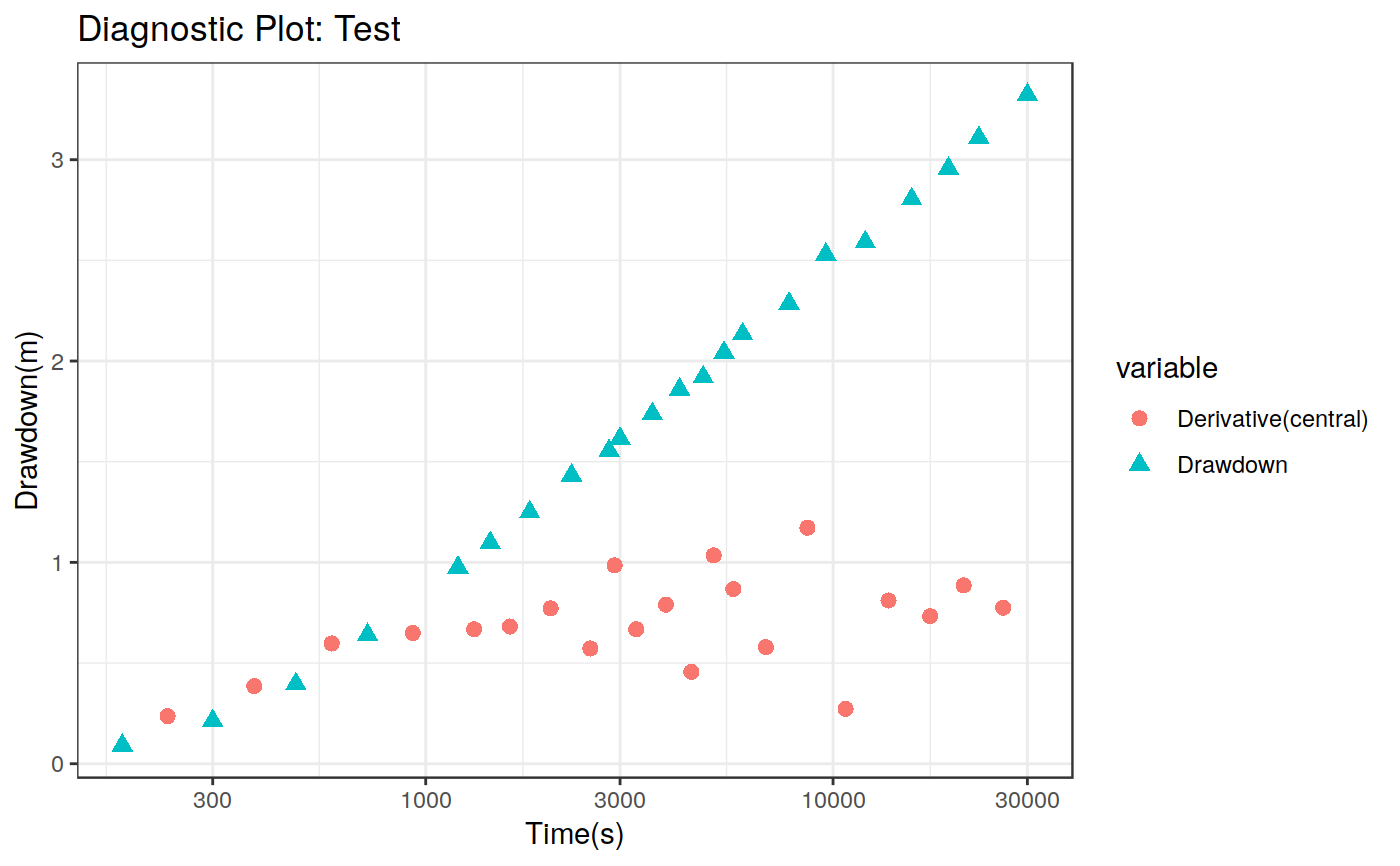 Diagnostic Plot: Test
Drawdown(m)
3
2
1
0
300
1000
3000
10000
30000
Time(s)
variable
Derivative(central)
Drawdown